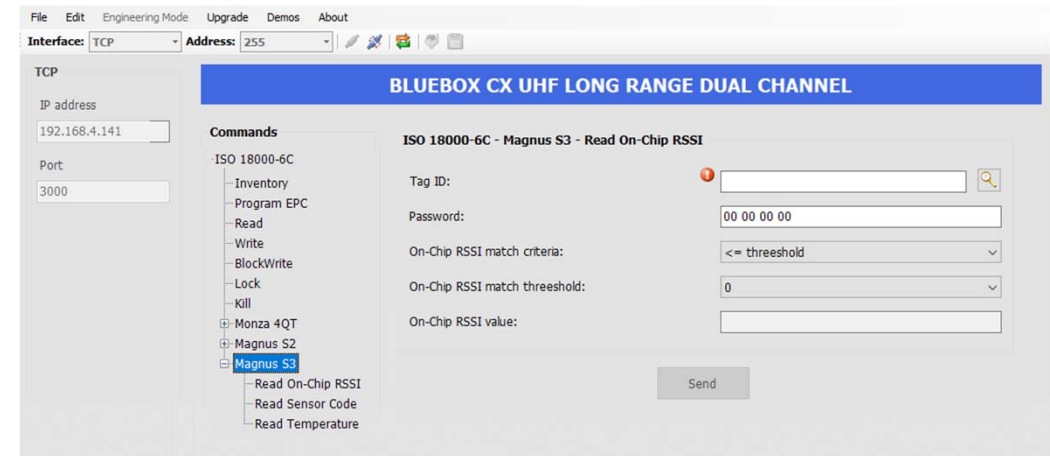 File Edit Engineering Mode Upgrade Demos About
Interface: TCP Address: 255
TCP
IP address
192.168.4.141
Port
3000
BLUEBOX CX UHF LONG RANGE DUAL CHANNEL
Commands
ISO 18000-6C
Inventory
Program EPC
Read
Write
BlockWrite
Lock
Kill
Monza 4QT
Magnus S2
Magnus S3
Read On-Chip RSSI
Read Sensor Code
Read Temperature
ISO 18000-6C - Magnus S3 - Read On-Chip RSSI
Tag ID:
Password: 00 00 00 00
On-Chip RSSI match criteria: <= threeshold
On-Chip RSSI match threeshold: 0
On-Chip RSSI value:
Send